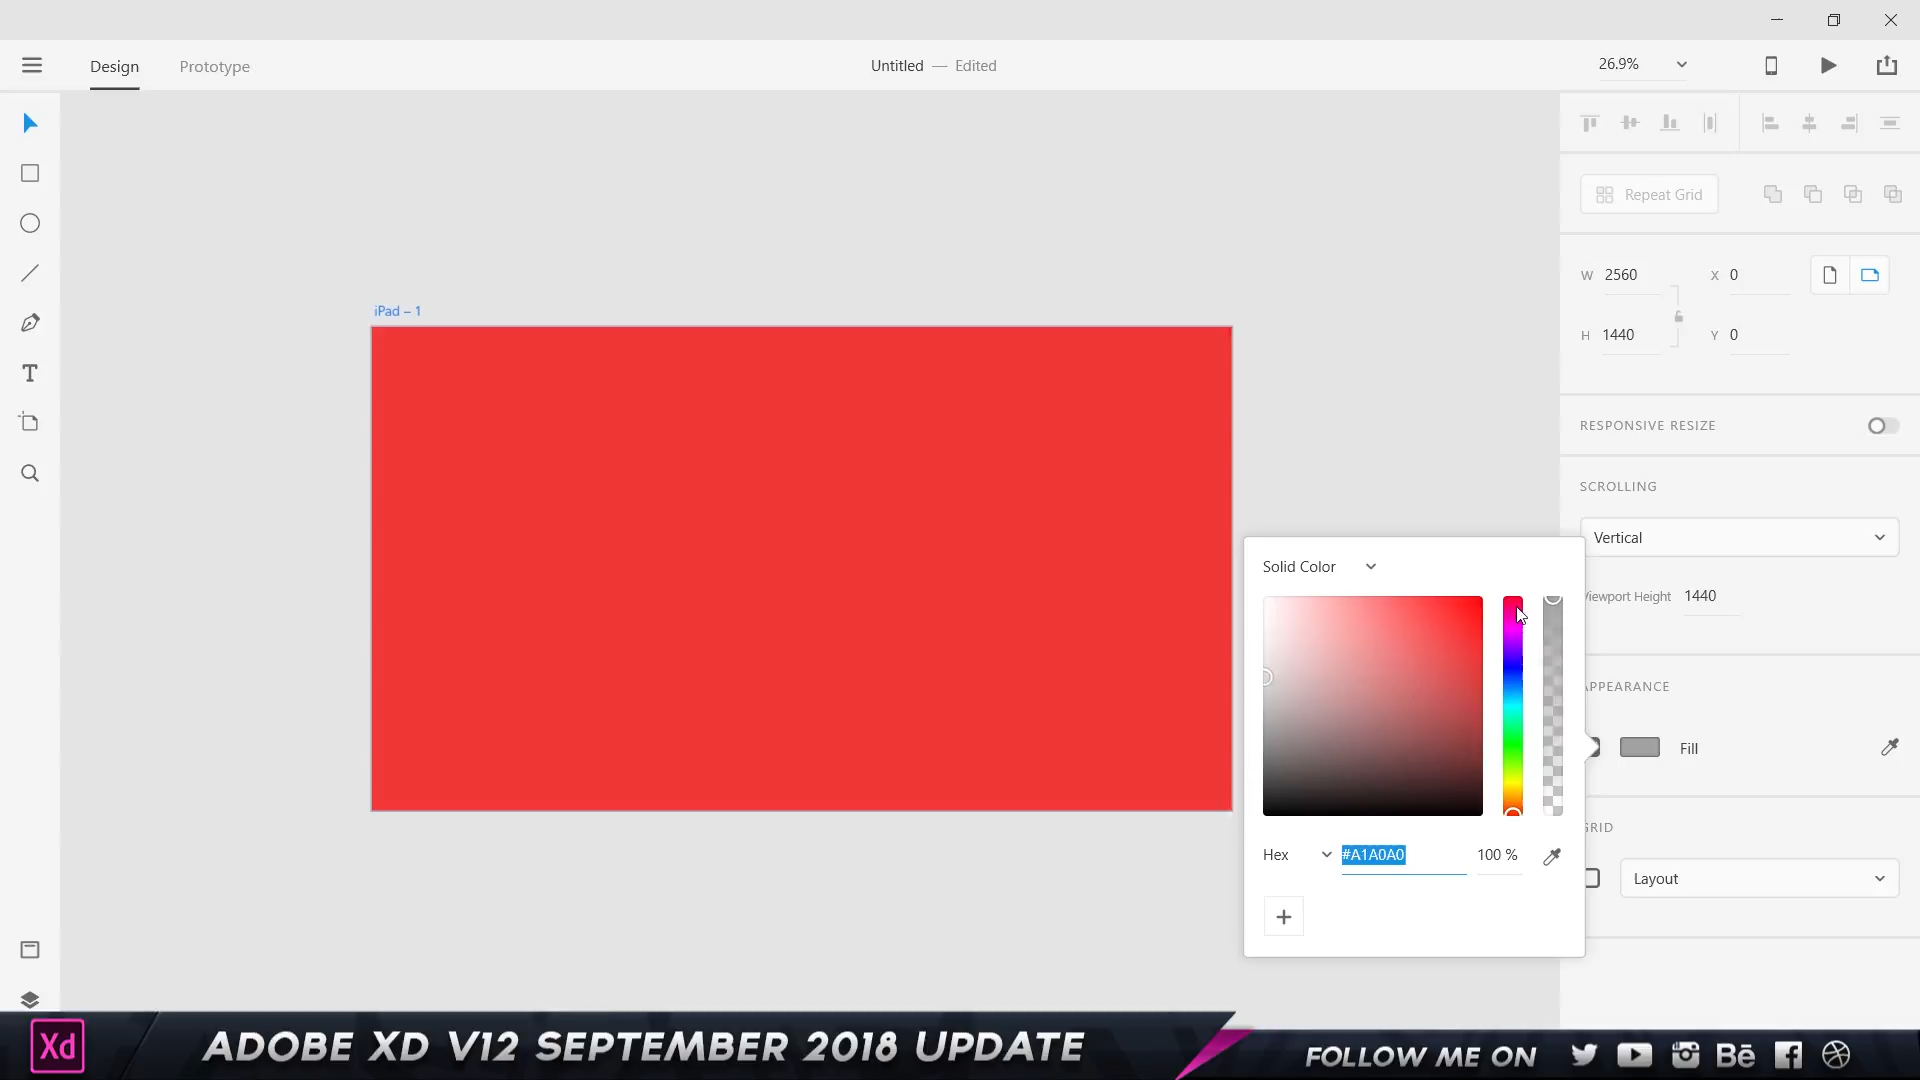 Design
Prototype
Untitled — Edited
26.9%
Repeat Grid
W 2560
X 0
H 1440
Y 0
iPad – 1
RESPONSIVE RESIZE
SCROLLING
Vertical
Viewport Height 1440
Solid Color
APPEARANCE
Fill
GRID
Hex #A1A0A0 100 %
Layout
+
T
Xd
ADOBE XD V12 SEPTEMBER 2018 UPDATE
FOLLOW ME ON
Bē